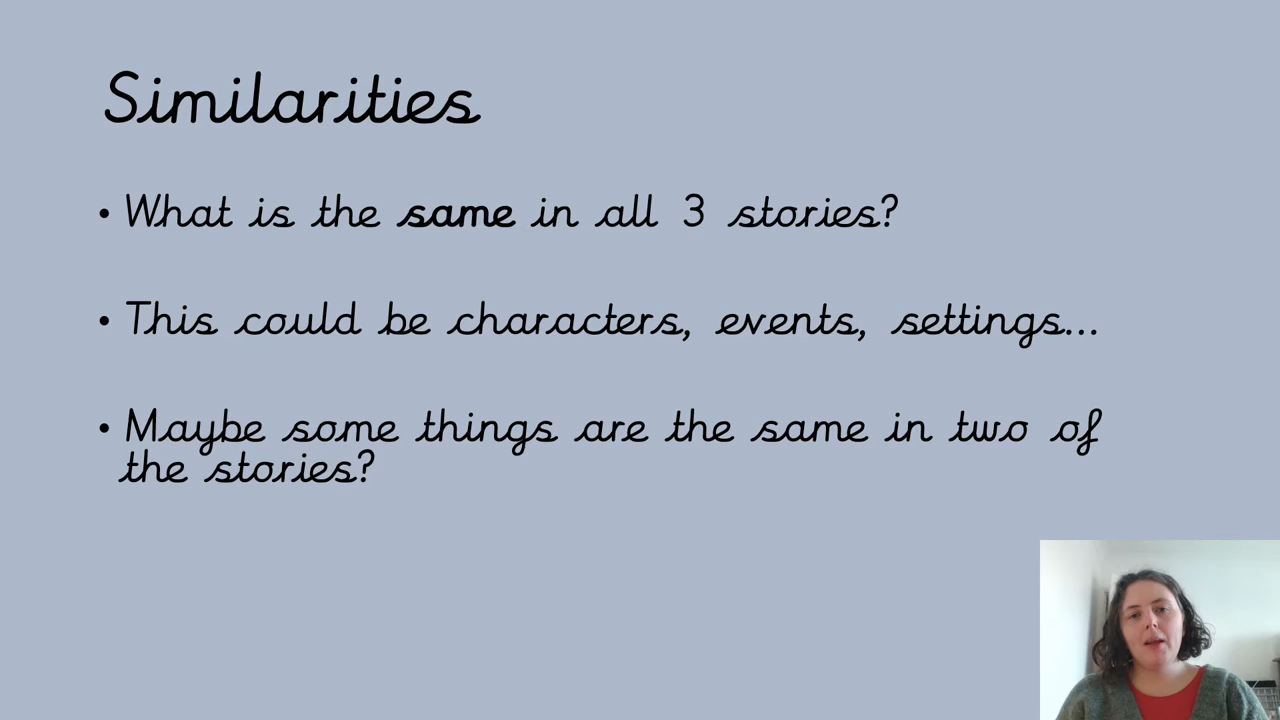 Similarities
• What is the same in all 3 stories?
• This could be characters, events, settings...
• Maybe some things are the same in two of
the stories?